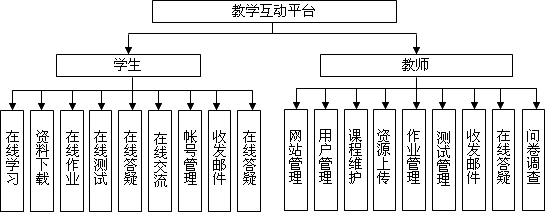 教学互动平台
学生
教师
在线学习
资料下载
在线作业
在线测试
在线答疑
在线交流
帐号管理
收发邮件
在线答疑
网站管理
用户管理
课程维护
资源上传
作业管理
测试管理
收发邮件
在线答疑
问卷调查